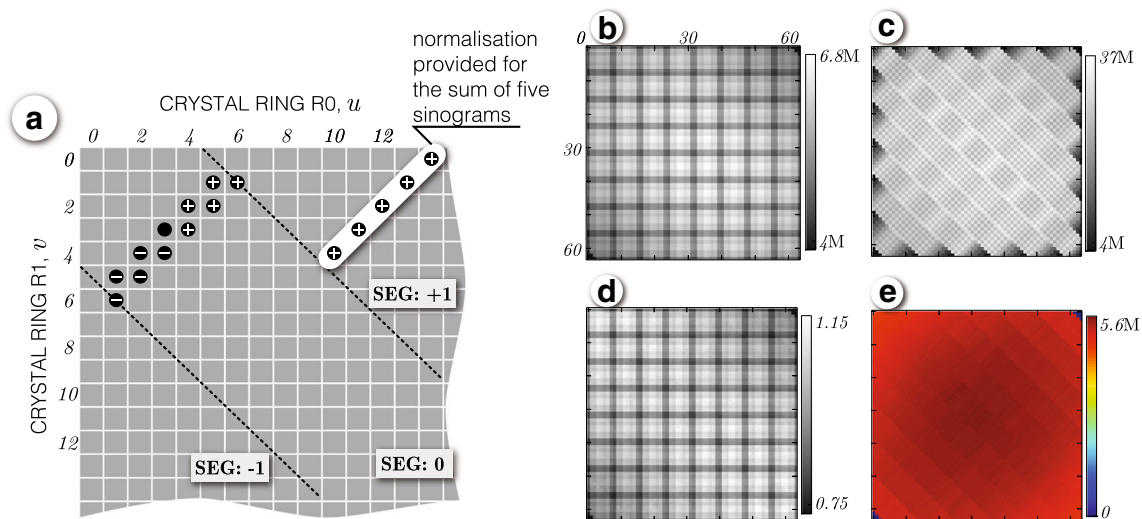 normalisation
provided for
the sum of five
sinograms
a
CRYSTAL RING R0, u
0 2 4 6 8 10 12
CRYSTAL RING R1, v
0
2
4
6
8
10
12
SEG: +1
SEG: -1
SEG: 0
b
0 30 60
30
60
6.8M
4M
c
37M
4M
d
1.15
0.75
e
5.6M
0